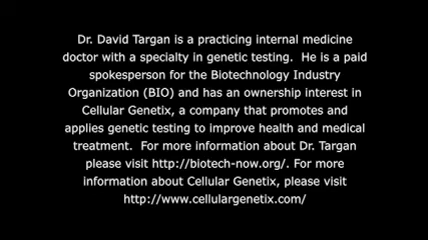 Dr. David Targan is a practicing internal medicine
doctor with a specialty in genetic testing.  He is a paid
spokesperson for the Biotechnology Industry
Organization (BIO) and has an ownership interest in
Cellular Genetix, a company that promotes and
applies genetic testing to improve health and medical
treatment.  For more information about Dr. Targan
please visit http://biotech-now.org/. For more
information about Cellular Genetix, please visit
http://www.cellulargenetix.com/